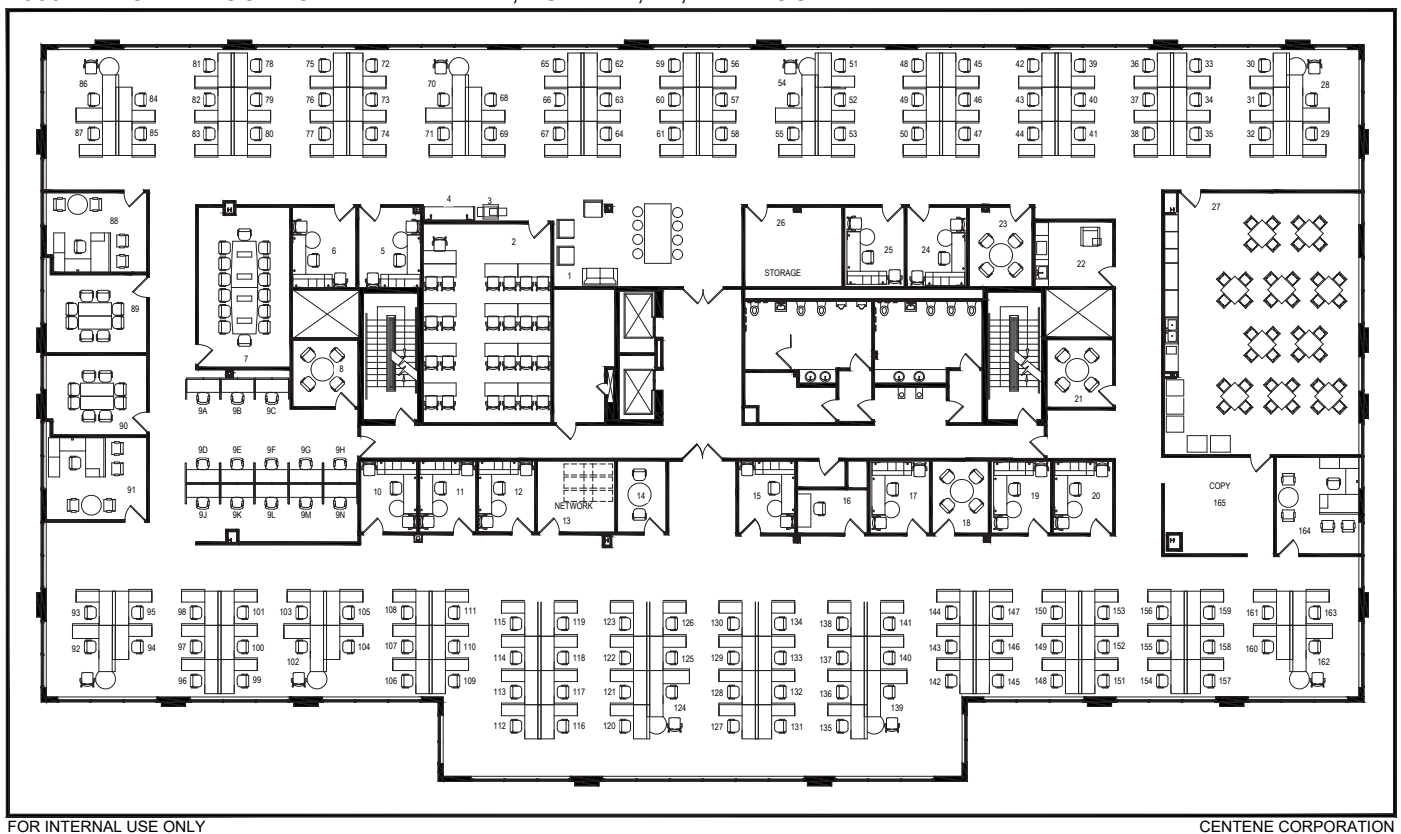 81 78 75 72 65 62 59 56 51 48 45 42 39 36 33 30
86 70 54 28
84 82 79 76 73 68 66 63 60 57 52 49 46 43 40 37 34 31
87 85 83 80 77 74 71 69 67 64 61 58 55 53 50 47 44 41 38 35 32 29
4 3
88 6 5 2 26 25 24 23 27
1 STORAGE 22
89
7 8 21
9A 9B 9C
90
9D 9E 9F 9G 9H
91 10 11 12 14 15 16 17 18 19 20 COPY
NETWORK 165
9J 9K 9L 9M 9N 13 164
93 95 98 101 103 105 108 111 144 147 150 153 156 159 161 163
115 119 123 126 130 134 138 141
92 94 97 100 102 104 107 110 143 146 149 152 155 158 160 162
114 118 122 125 129 133 137 140
96 99 106 109 142 145 148 151 154 157
113 117 121 124 128 132 136 139
112 116 120 127 131 135
FOR INTERNAL USE ONLY CENTENE CORPORATION